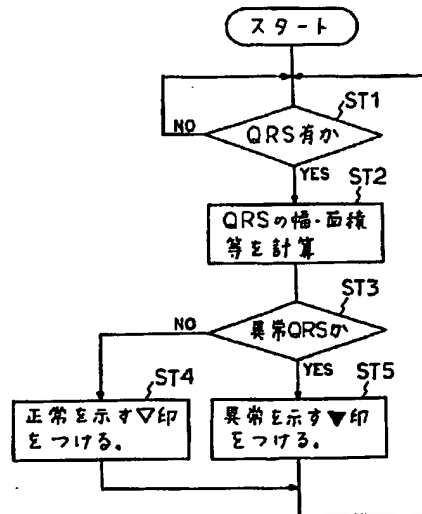 スタート
ST1
QRS有か
NO
YES
ST2
QRSの幅・面積
等を計算
ST3
異常QRSか
NO
YES
ST4
正常を示す▽印
をつける。
ST5
異常を示す▼印
をつける。